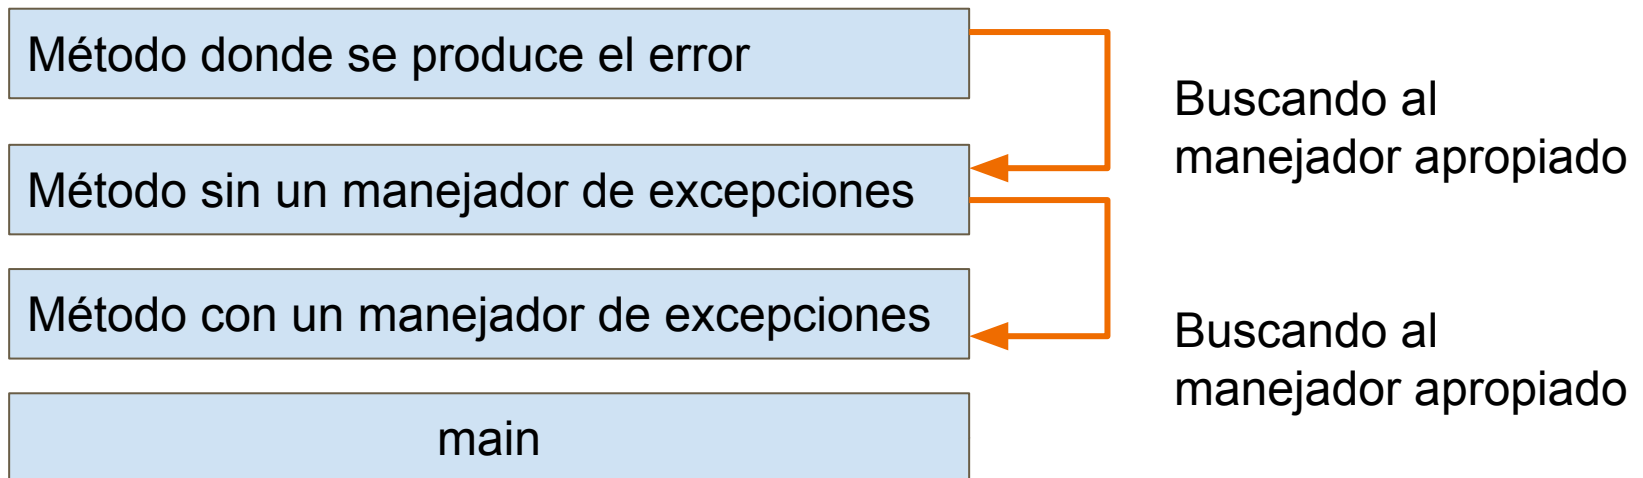 Método donde se produce el error
Buscando al
manejador apropiado
Método sin un manejador de excepciones
Método con un manejador de excepciones
Buscando al
manejador apropiado
main